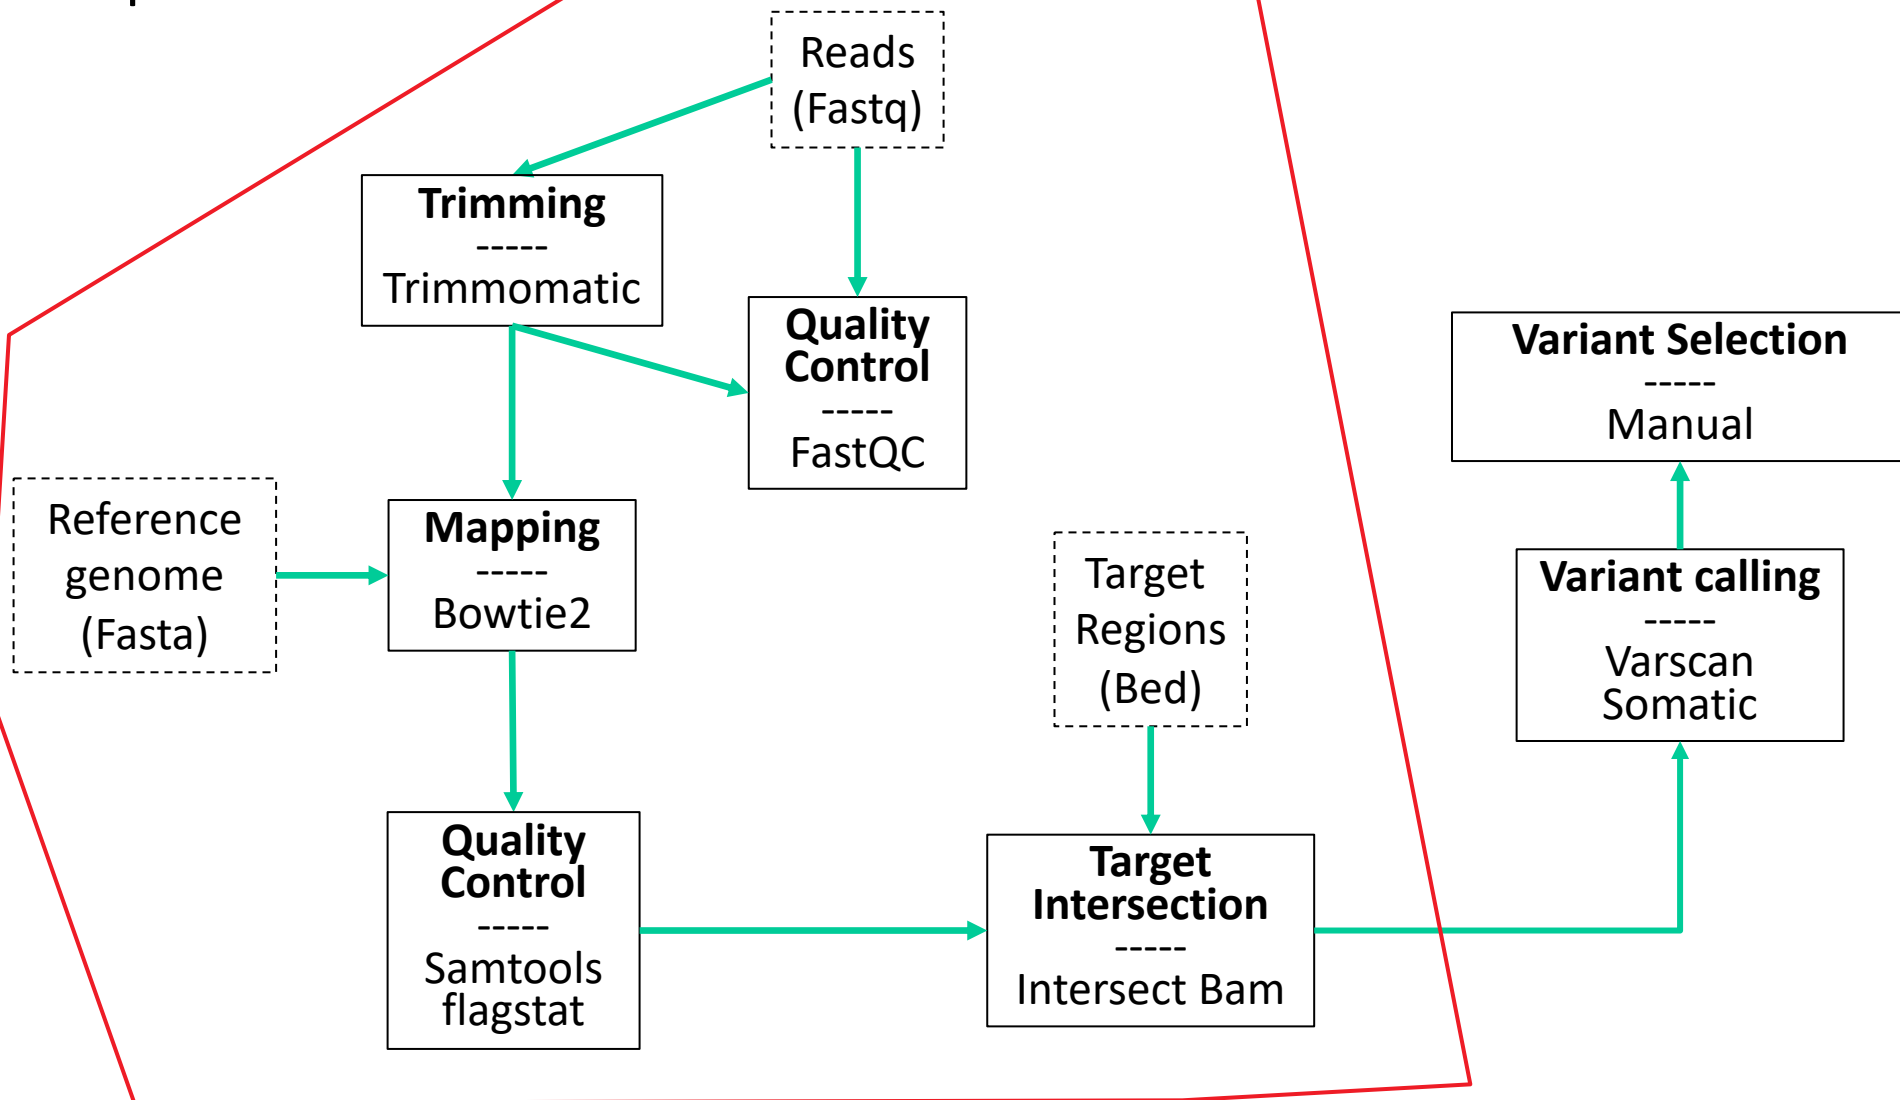 Reads
(Fastq)
Trimming
-----
Trimmomatic
Quality
Control
-----
FastQC
Reference
genome
(Fasta)
Mapping
-----
Bowtie2
Quality
Control
-----
Samtools
flagstat
Target
Regions
(Bed)
Target
Intersection
-----
Intersect Bam
Variant calling
-----
Varscan
Somatic
Variant Selection
-----
Manual